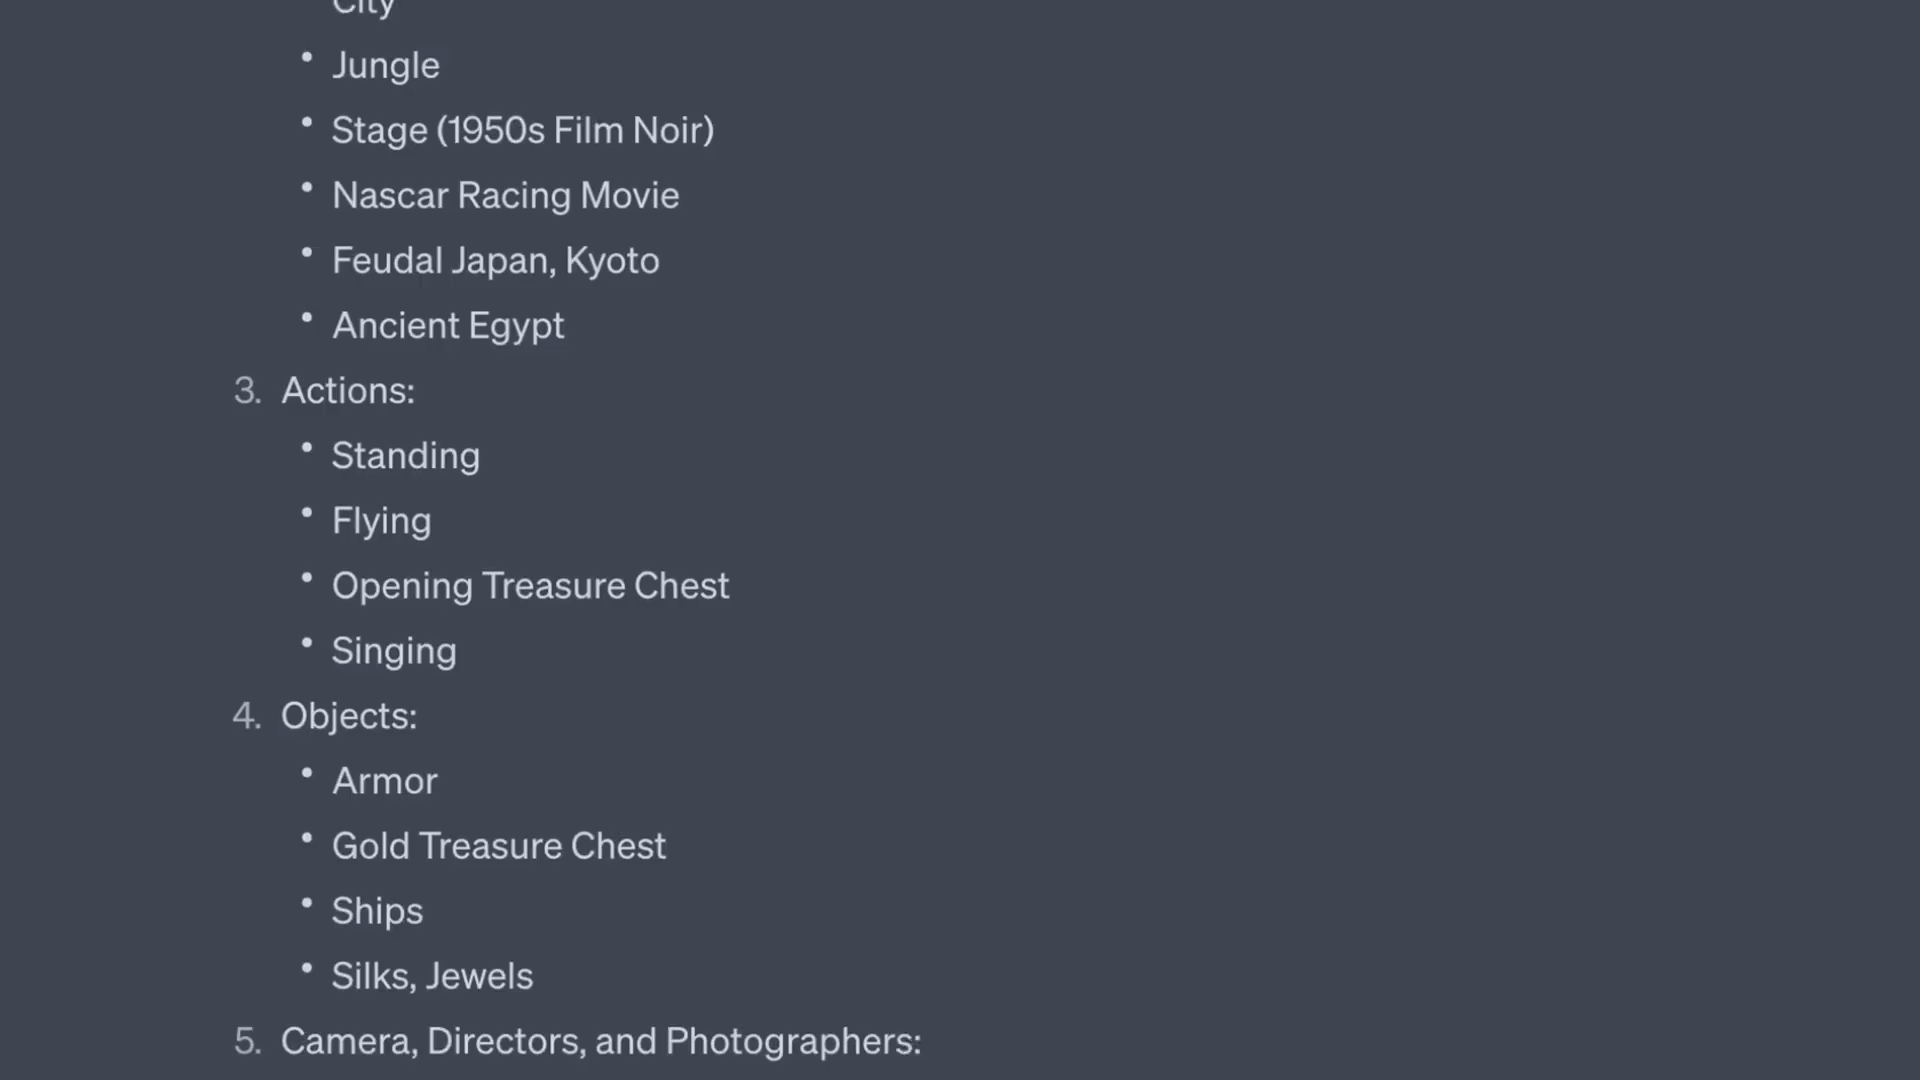 City
• Jungle
• Stage (1950s Film Noir)
• Nascar Racing Movie
• Feudal Japan, Kyoto
• Ancient Egypt
3. Actions:
• Standing
• Flying
• Opening Treasure Chest
• Singing
4. Objects:
• Armor
• Gold Treasure Chest
• Ships
• Silks, Jewels
5. Camera, Directors, and Photographers: